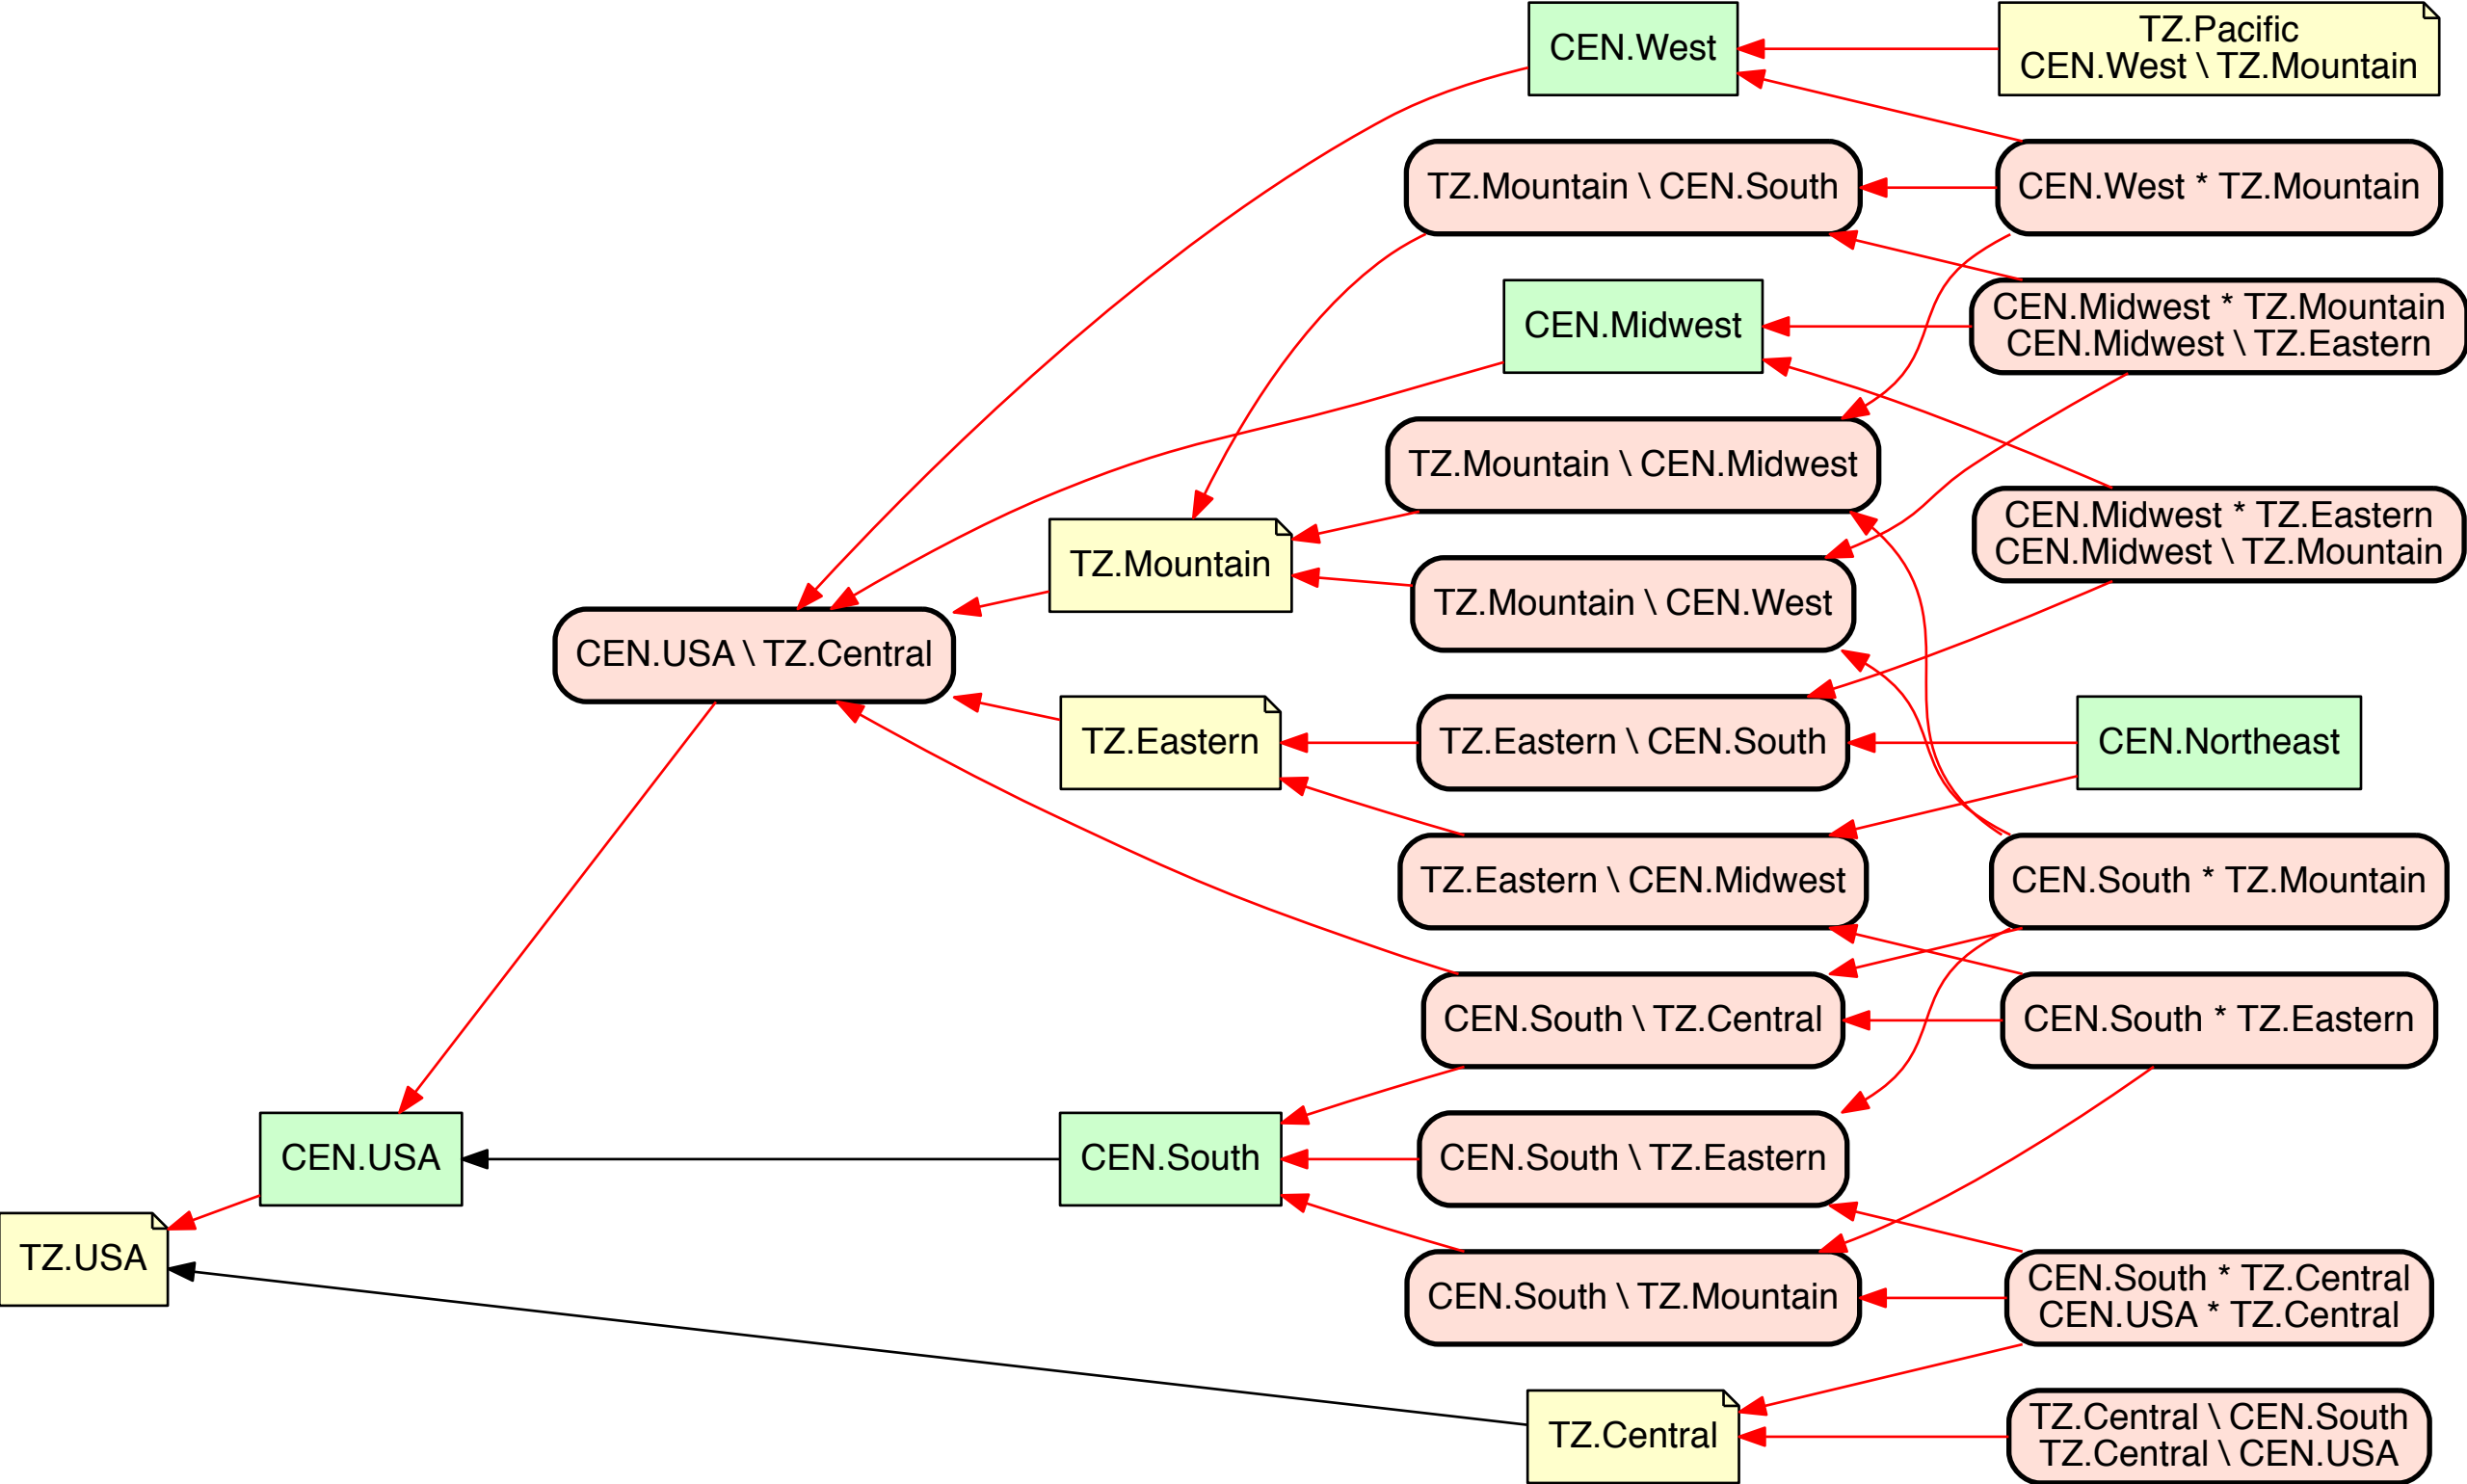 CEN.West
TZ.Pacific
CEN.West \ TZ.Mountain
TZ.Mountain \ CEN.South
CEN.West * TZ.Mountain
CEN.Midwest
CEN.Midwest * TZ.Mountain
CEN.Midwest \ TZ.Eastern
TZ.Mountain \ CEN.Midwest
CEN.Midwest * TZ.Eastern
CEN.Midwest \ TZ.Mountain
TZ.Mountain
TZ.Mountain \ CEN.West
CEN.USA \ TZ.Central
TZ.Eastern
TZ.Eastern \ CEN.South
CEN.Northeast
TZ.Eastern \ CEN.Midwest
CEN.South * TZ.Mountain
CEN.South \ TZ.Central
CEN.South * TZ.Eastern
CEN.USA
CEN.South
CEN.South \ TZ.Eastern
TZ.USA
CEN.South \ TZ.Mountain
CEN.South * TZ.Central
CEN.USA * TZ.Central
TZ.Central
TZ.Central \ CEN.South
TZ.Central \ CEN.USA